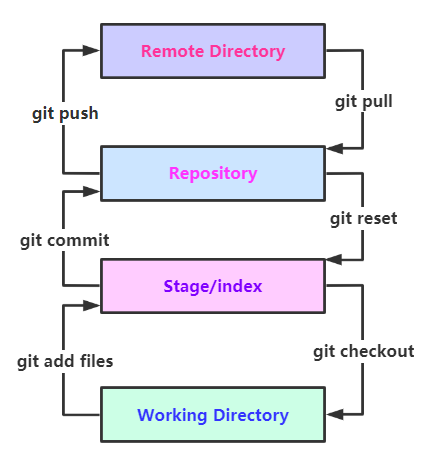 Remote Directory
git pull
git push
Repository
git reset
git commit
Stage/index
git checkout
git add files
Working Directory